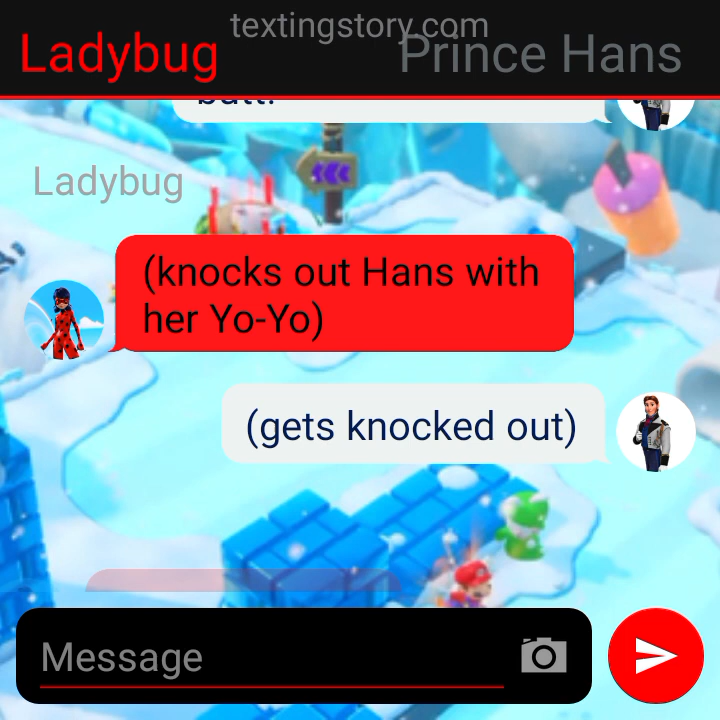 textingstory.com
Ladybug
Prince Hans
Ladybug
(knocks out Hans with
her Yo-Yo)
(gets knocked out)
Message